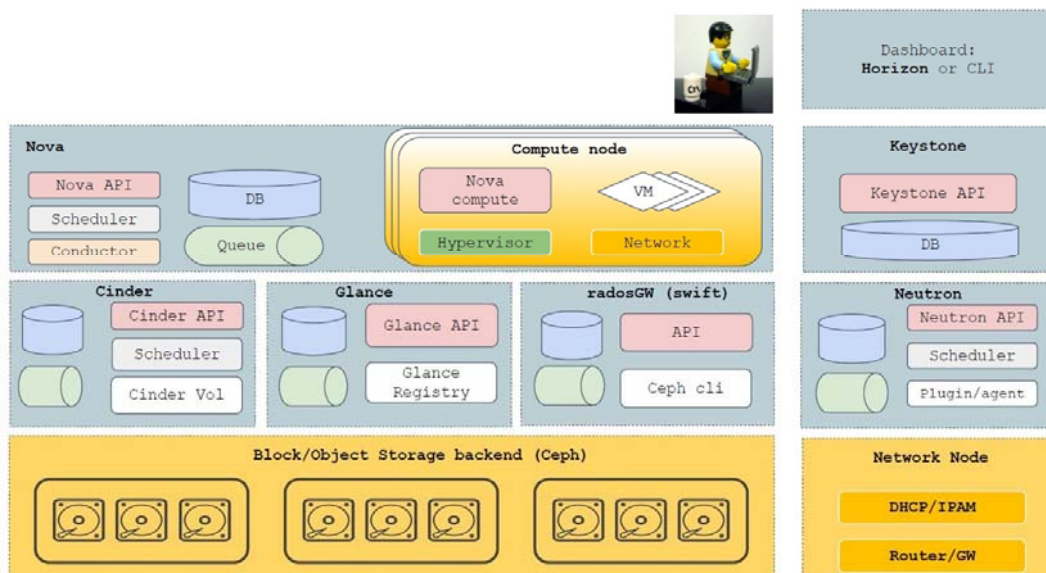 Dashboard:
Horizon or CLI
Nova
Nova API
Scheduler
Conductor
DB
Queue
Compute node
Nova
compute
VM
Hypervisor
Network
Keystone
Keystone API
DB
Cinder
Cinder API
Scheduler
Cinder Vol
Glance
Glance API
Glance
Registry
radosGW (swift)
API
Ceph cli
Neutron
Neutron API
Scheduler
Plugin/agent
Block/Object Storage backend (Ceph)
Network Node
DHCP/IPAM
Router/GW